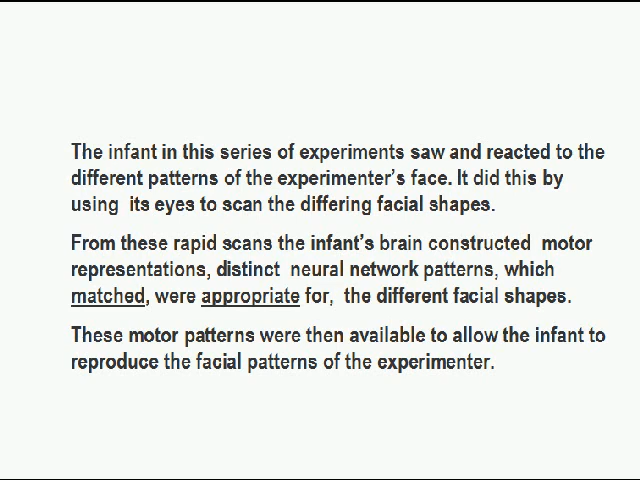 The infant in this series of experiments saw and reacted to the
different patterns of the experimenter's face. It did this by
using its eyes to scan the differing facial shapes.
From these rapid scans the infant's brain constructed motor
representations, distinct neural network patterns, which
matched, were appropriate for, the different facial shapes.
These motor patterns were then available to allow the infant to
reproduce the facial patterns of the experimenter.